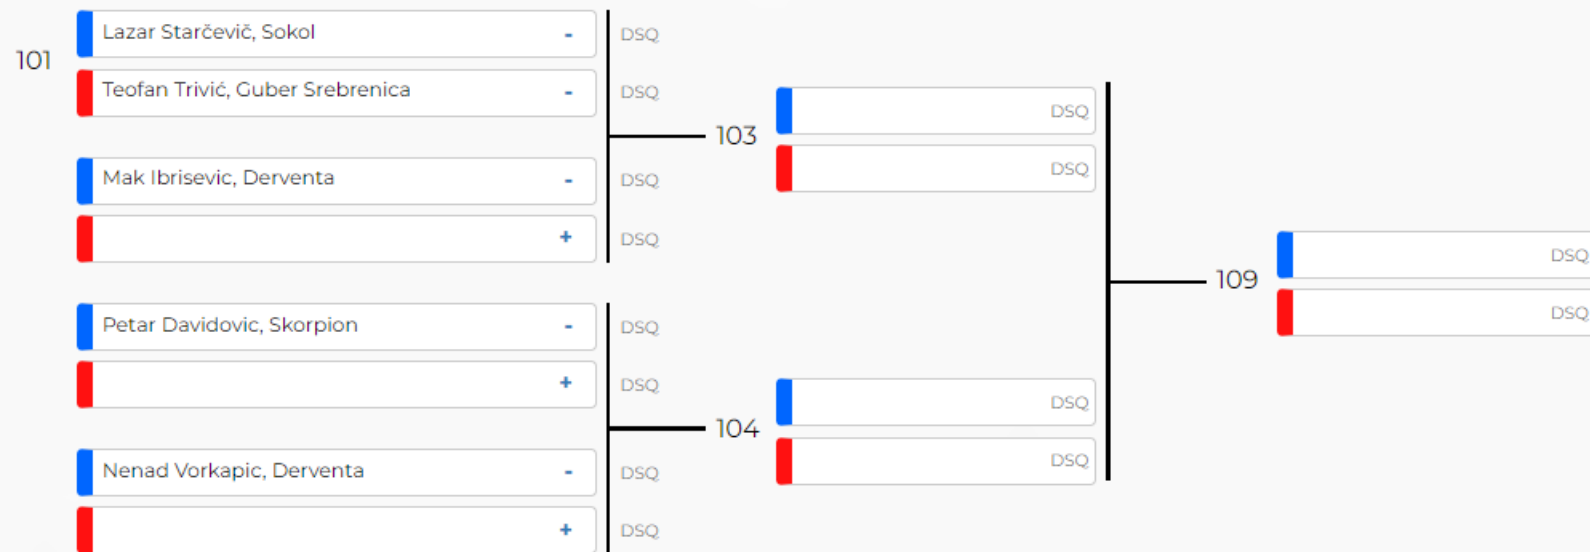 101
Lazar Starčevič, Sokol - DSQ
Teofan Trivić, Guber Srebrenica - DSQ
103
DSQ
DSQ
Mak Ibrisevic, Derventa - DSQ
+ DSQ
109
DSQ
DSQ
Petar Davidovic, Skorpion - DSQ
+ DSQ
104
DSQ
DSQ
Nenad Vorkapic, Derventa - DSQ
+ DSQ